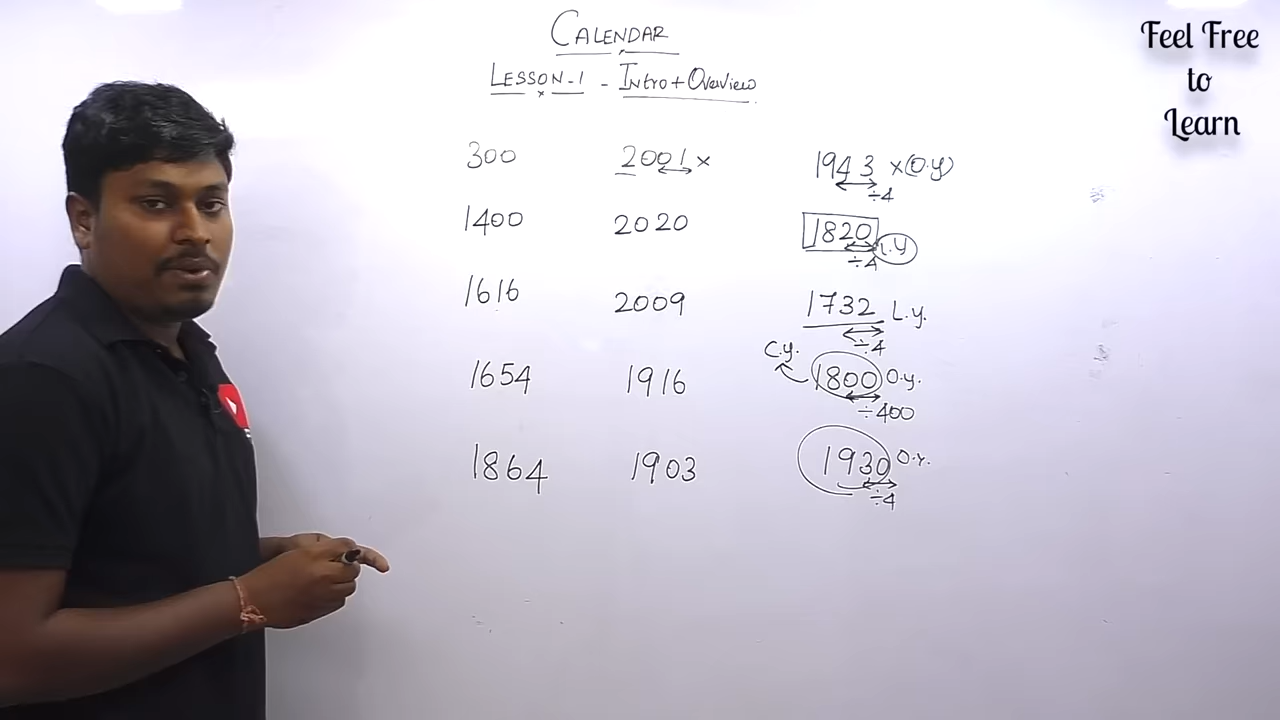 CALENDAR
LESSON-1 - Intro+Overview
Feel Free
to
Learn
300
1400
1616
1654
1864
2001 x
2020
2009
1916
1903
1943 x (O.Y)
÷4
1820 L.Y
÷4
1732 L.y.
÷4
C.y.
1800 O.y.
÷400
1930 O.Y.
÷4